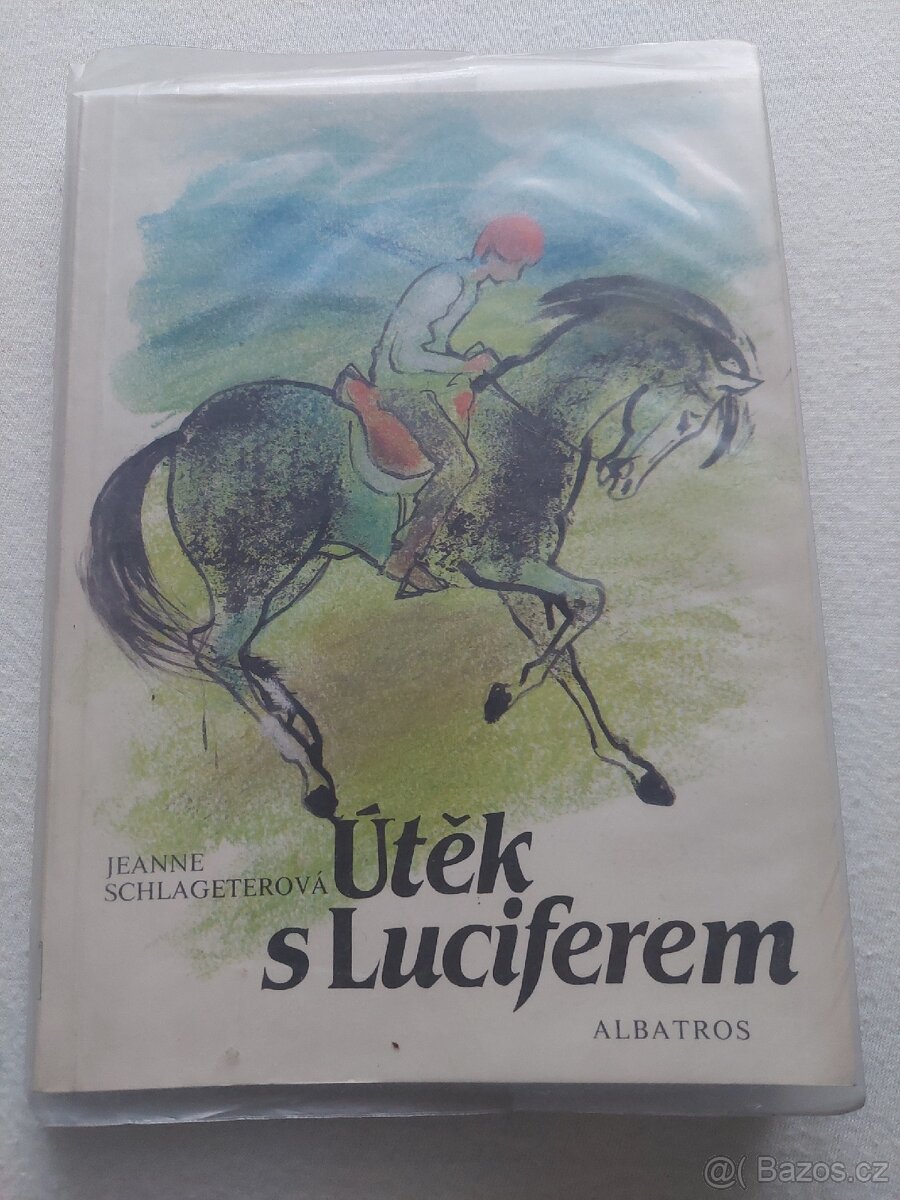 JEANNE
SCHLAGETEROVÁ
Útěk
s Luciferem
ALBATROS
@( Bazos.cz